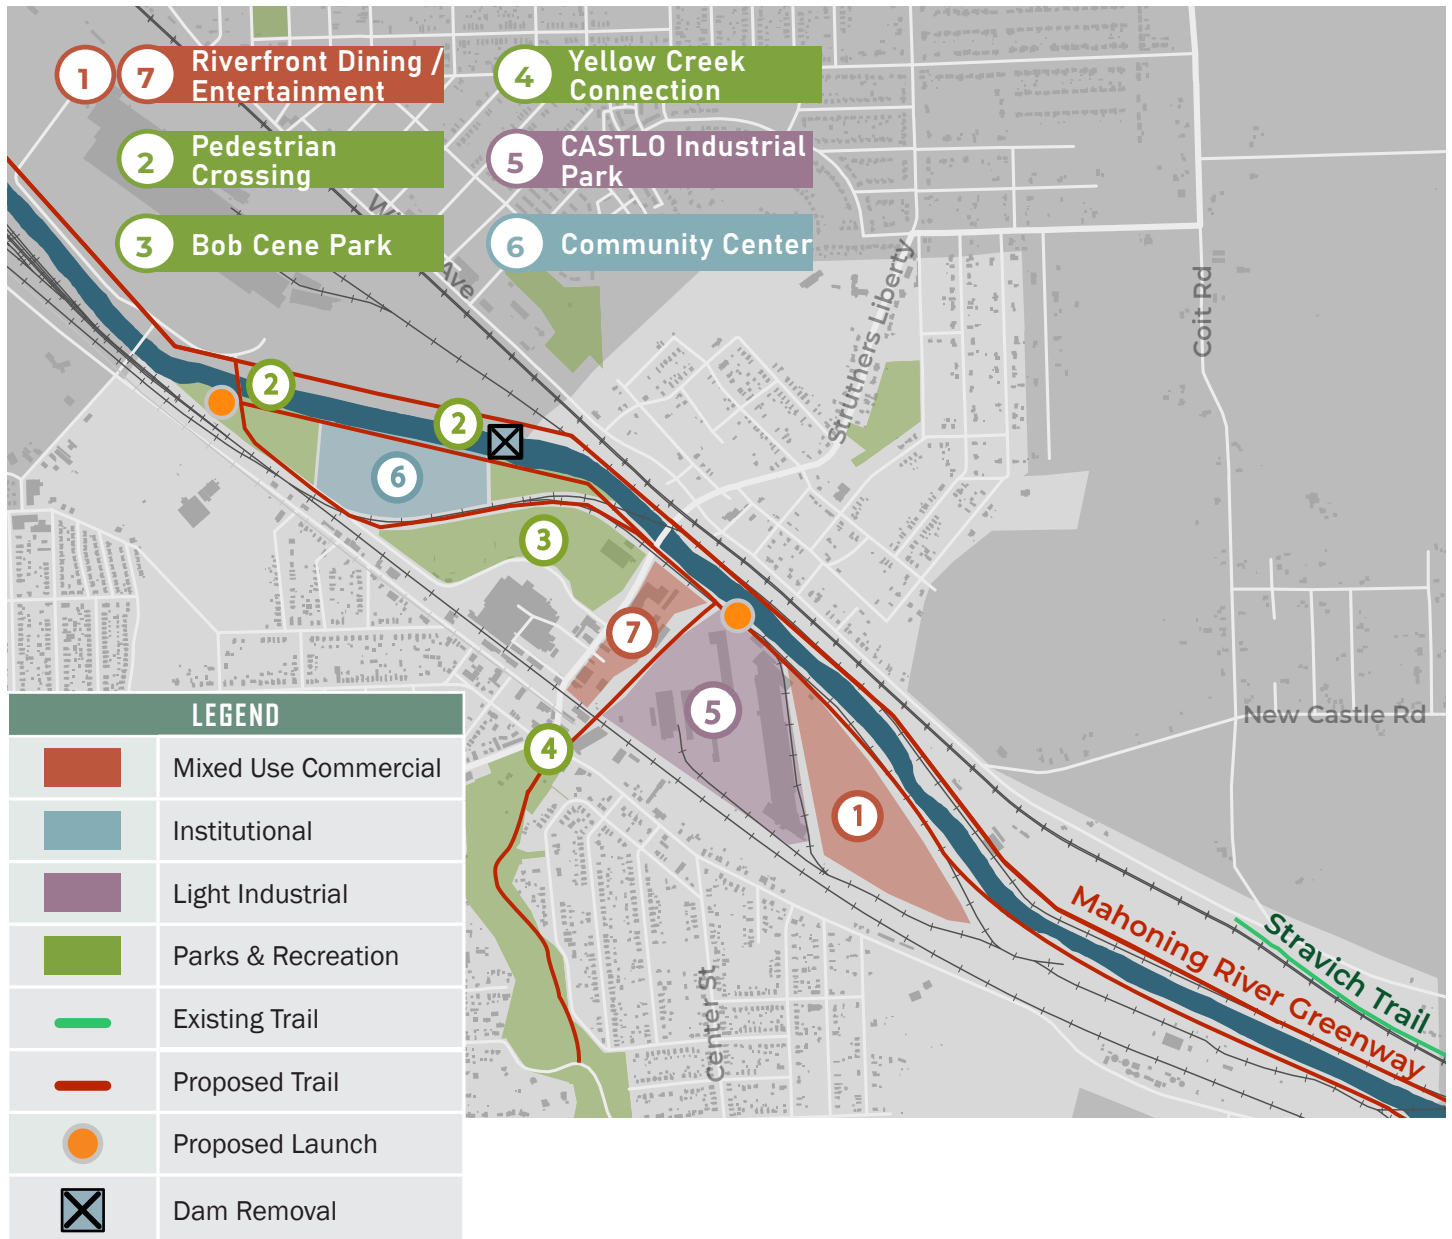 1 7 Riverfront Dining /
Entertainment
2 Pedestrian
Crossing
3 Bob Cene Park
4 Yellow Creek
Connection
5 CASTLO Industrial
Park
6 Community Center
Ave
Struthers Liberty
Coit Rd
2
2
6
3
7
5
4
1
New Castle Rd
Center St
Mahoning River Greenway
Stravich Trail
LEGEND
Mixed Use Commercial
Institutional
Light Industrial
Parks & Recreation
Existing Trail
Proposed Trail
Proposed Launch
Dam Removal